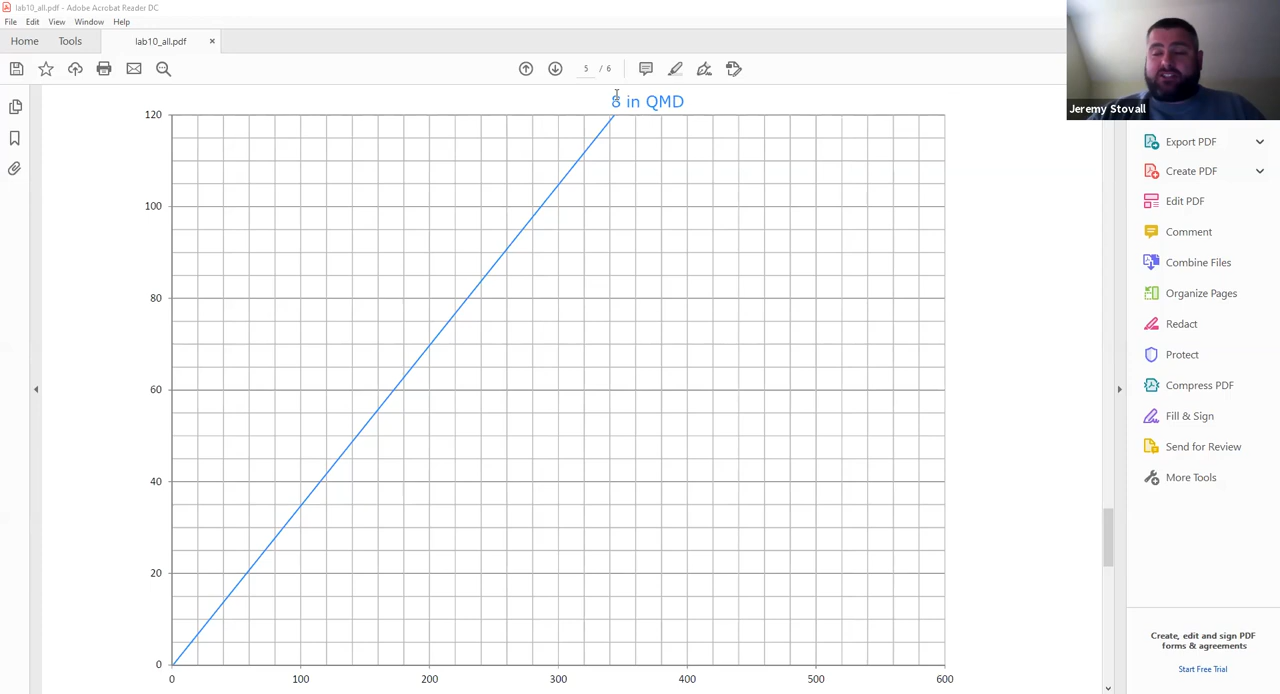 lab10_all.pdf - Adobe Acrobat Reader DC
File Edit View Window Help
Home Tools lab10_all.pdf ×
5 / 6
Jeremy Stovall
8 in QMD
120
100
80
60
40
20
0
0 100 200 300 400 500 600
Export PDF
Create PDF
Edit PDF
Comment
Combine Files
Organize Pages
Redact
Protect
Compress PDF
Fill & Sign
Send for Review
More Tools
Create, edit and sign PDF
forms & agreements
Start Free Trial